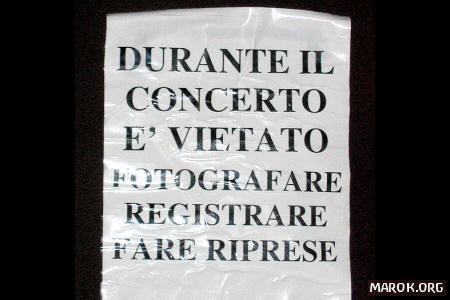 DURANTE IL
CONCERTO
E' VIETATO
FOTOGRAFARE
REGISTRARE
FARE RIPRESE
MAROK.ORG